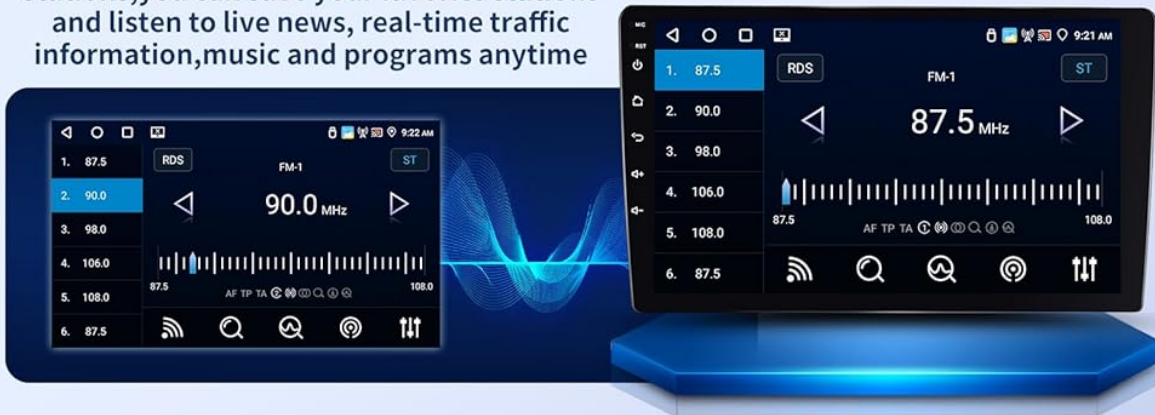 and listen to live news, real-time traffic
information,music and programs anytime
9:22 AM
1. 87.5
2. 90.0
3. 98.0
4. 106.0
5. 108.0
6. 87.5
RDS
FM-1
ST
90.0 MHz
87.5
108.0
AF TP TA
MIC
RST
9:21 AM
1. 87.5
2. 90.0
3. 98.0
4. 106.0
5. 108.0
6. 87.5
RDS
FM-1
ST
87.5 MHz
87.5
108.0
AF TP TA